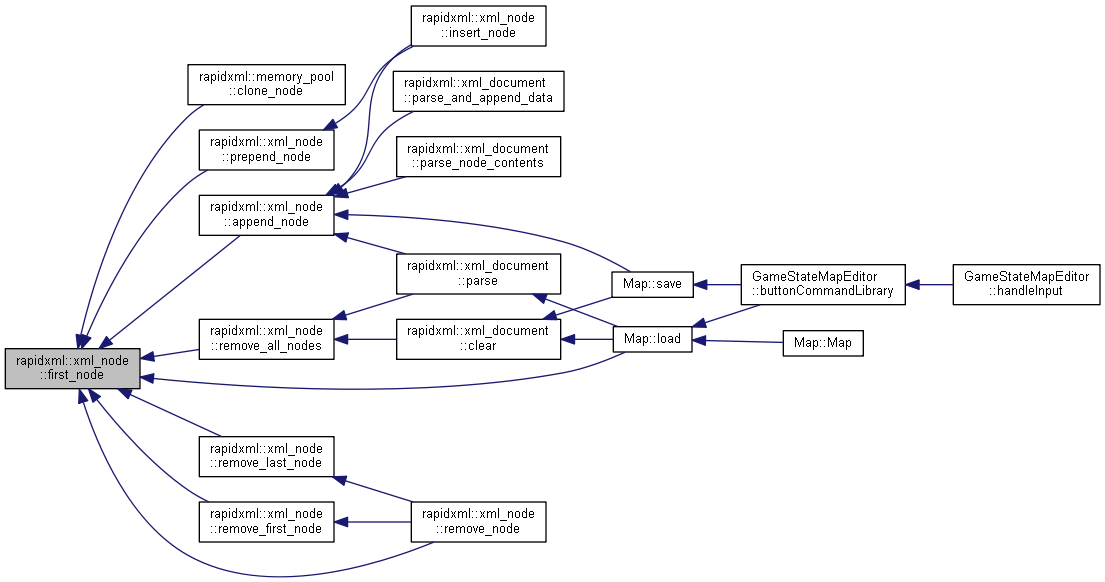 rapidxml::xml_node
::insert_node
rapidxml::memory_pool
::clone_node
rapidxml::xml_document
::parse_and_append_data
rapidxml::xml_node
::prepend_node
rapidxml::xml_document
::parse_node_contents
rapidxml::xml_node
::append_node
rapidxml::xml_document
::parse
Map::save
GameStateMapEditor
::buttonCommandLibrary
GameStateMapEditor
::handleInput
rapidxml::xml_node
::remove_all_nodes
rapidxml::xml_document
::clear
Map::load
Map::Map
rapidxml::xml_node
::first_node
rapidxml::xml_node
::remove_last_node
rapidxml::xml_node
::remove_first_node
rapidxml::xml_node
::remove_node